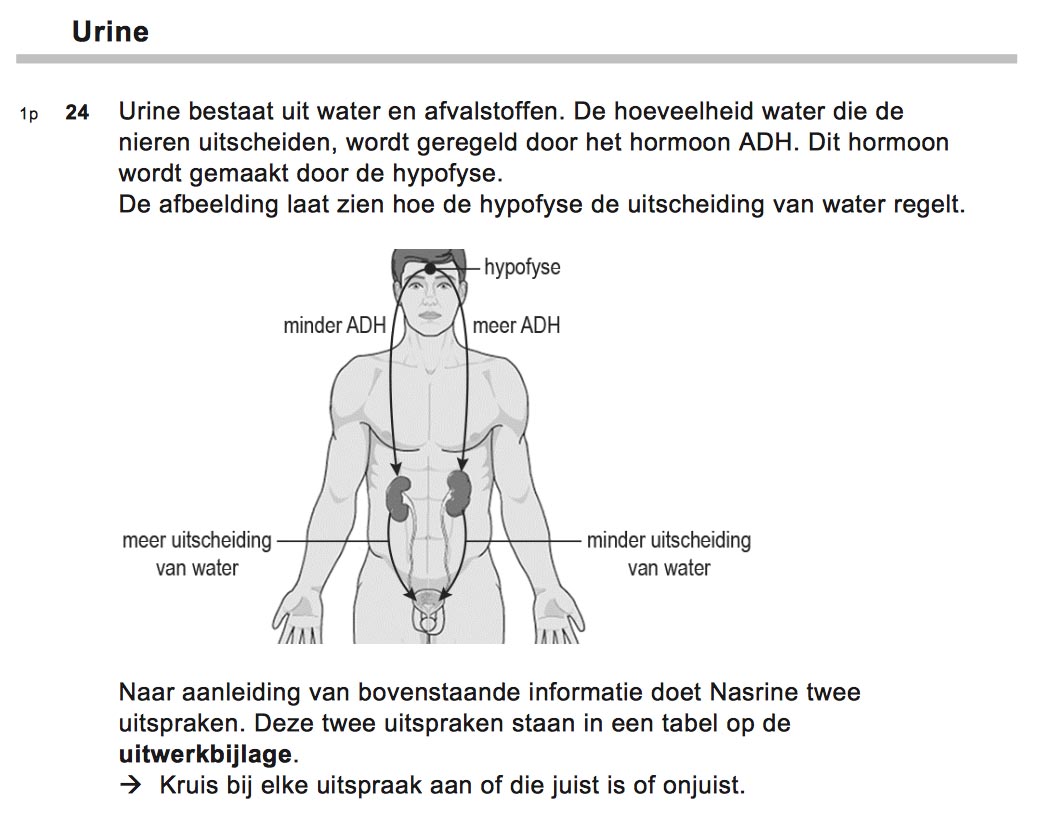 Urine
1p 24 Urine bestaat uit water en afvalstoffen. De hoeveelheid water die de
nieren uitscheiden, wordt geregeld door het hormoon ADH. Dit hormoon
wordt gemaakt door de hypofyse.
De afbeelding laat zien hoe de hypofyse de uitscheiding van water regelt.
hypofyse
minder ADH
meer ADH
meer uitscheiding
van water
minder uitscheiding
van water
Naar aanleiding van bovenstaande informatie doet Nasrine twee
uitspraken. Deze twee uitspraken staan in een tabel op de
uitwerkbijlage.
→ Kruis bij elke uitspraak aan of die juist is of onjuist.